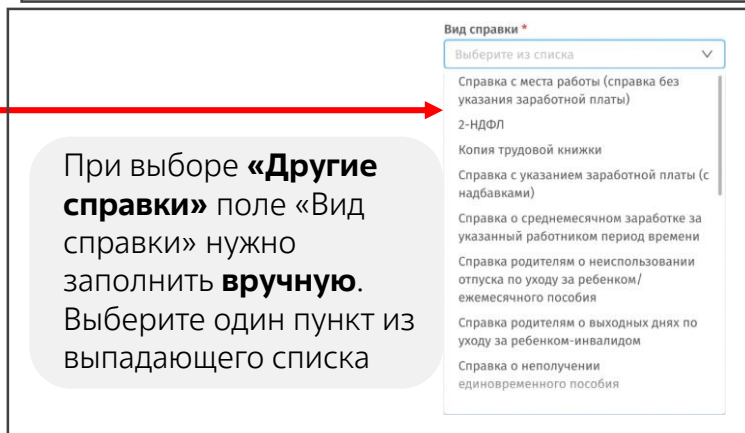 Вид справки *
Выберите из списка
Справка с места работы (справка без
указания заработной платы)
2-НДФЛ
Копия трудовой книжки
Справка с указанием заработной платы (с
надбавками)
Справка о среднемесячном заработке за
указанный работником период времени
Справка родителям о неиспользовании
отпуска по уходу за ребенком/
ежемесячного пособия
Справка родителям о выходных днях по
уходу за ребенком-инвалидом
Справка о неполучении
единовременного пособия
При выборе «Другие
справки» поле «Вид
справки» нужно
заполнить вручную.
Выберите один пункт из
выпадающего списка